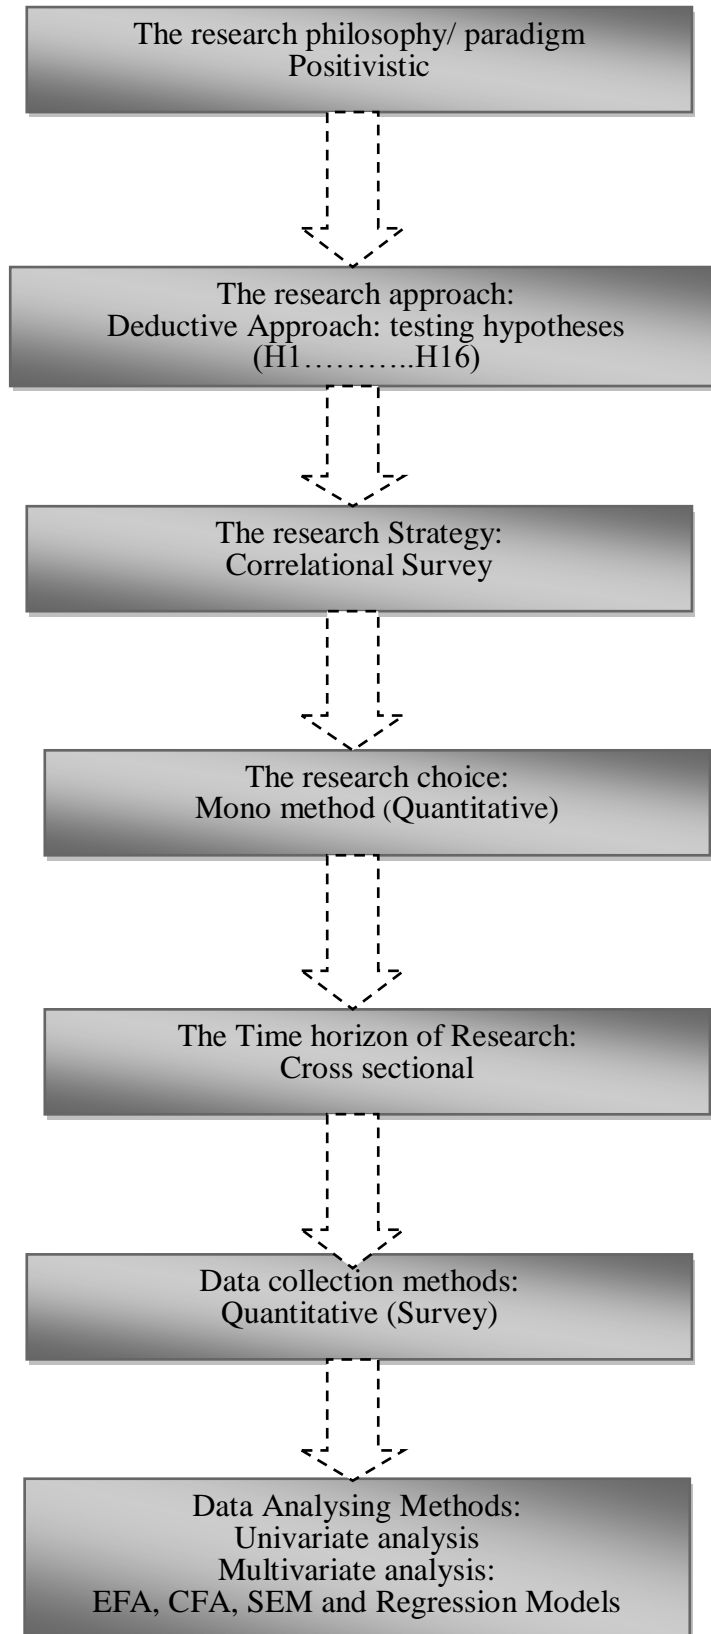 The research philosophy/ paradigm
Positivistic
The research approach:
Deductive Approach: testing hypotheses
(H1………..H16)
The research Strategy:
Correlational Survey
The research choice:
Mono method (Quantitative)
The Time horizon of Research:
Cross sectional
Data collection methods:
Quantitative (Survey)
Data Analysing Methods:
Univariate analysis
Multivariate analysis:
EFA, CFA, SEM and Regression Models